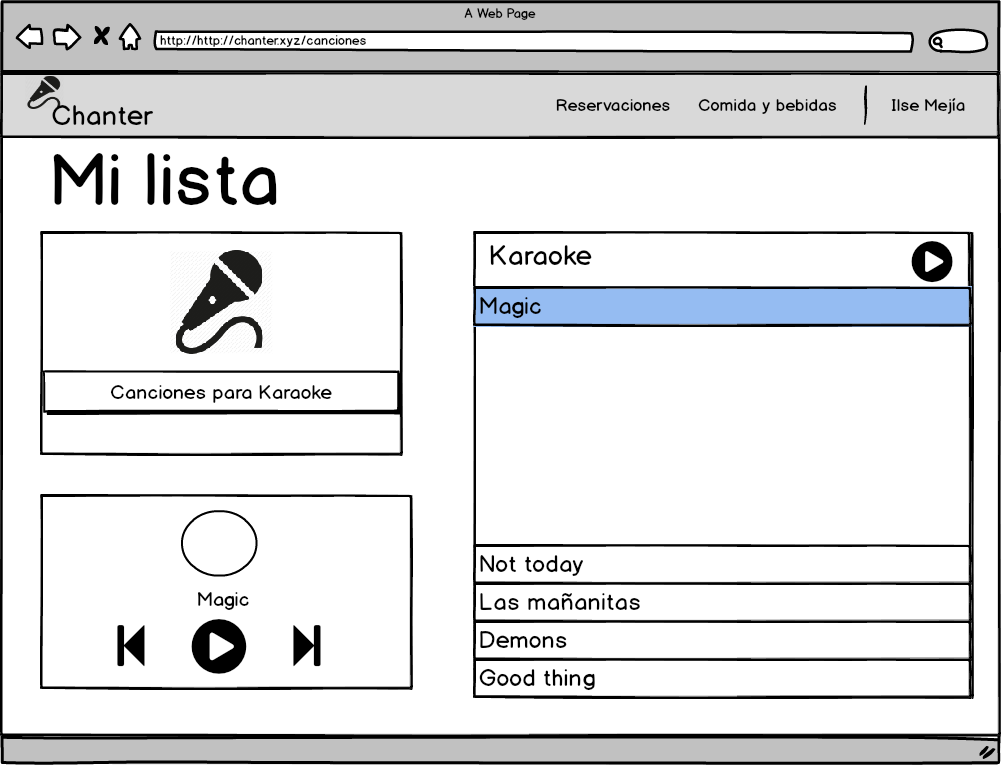 A Web Page
http://http://chanter.xyz/canciones
Chanter
Reservaciones
Comida y bebidas
Ilse Mejía
Mi lista
Canciones para Karaoke
Magic
Karaoke
Magic
Not today
Las mañanitas
Demons
Good thing